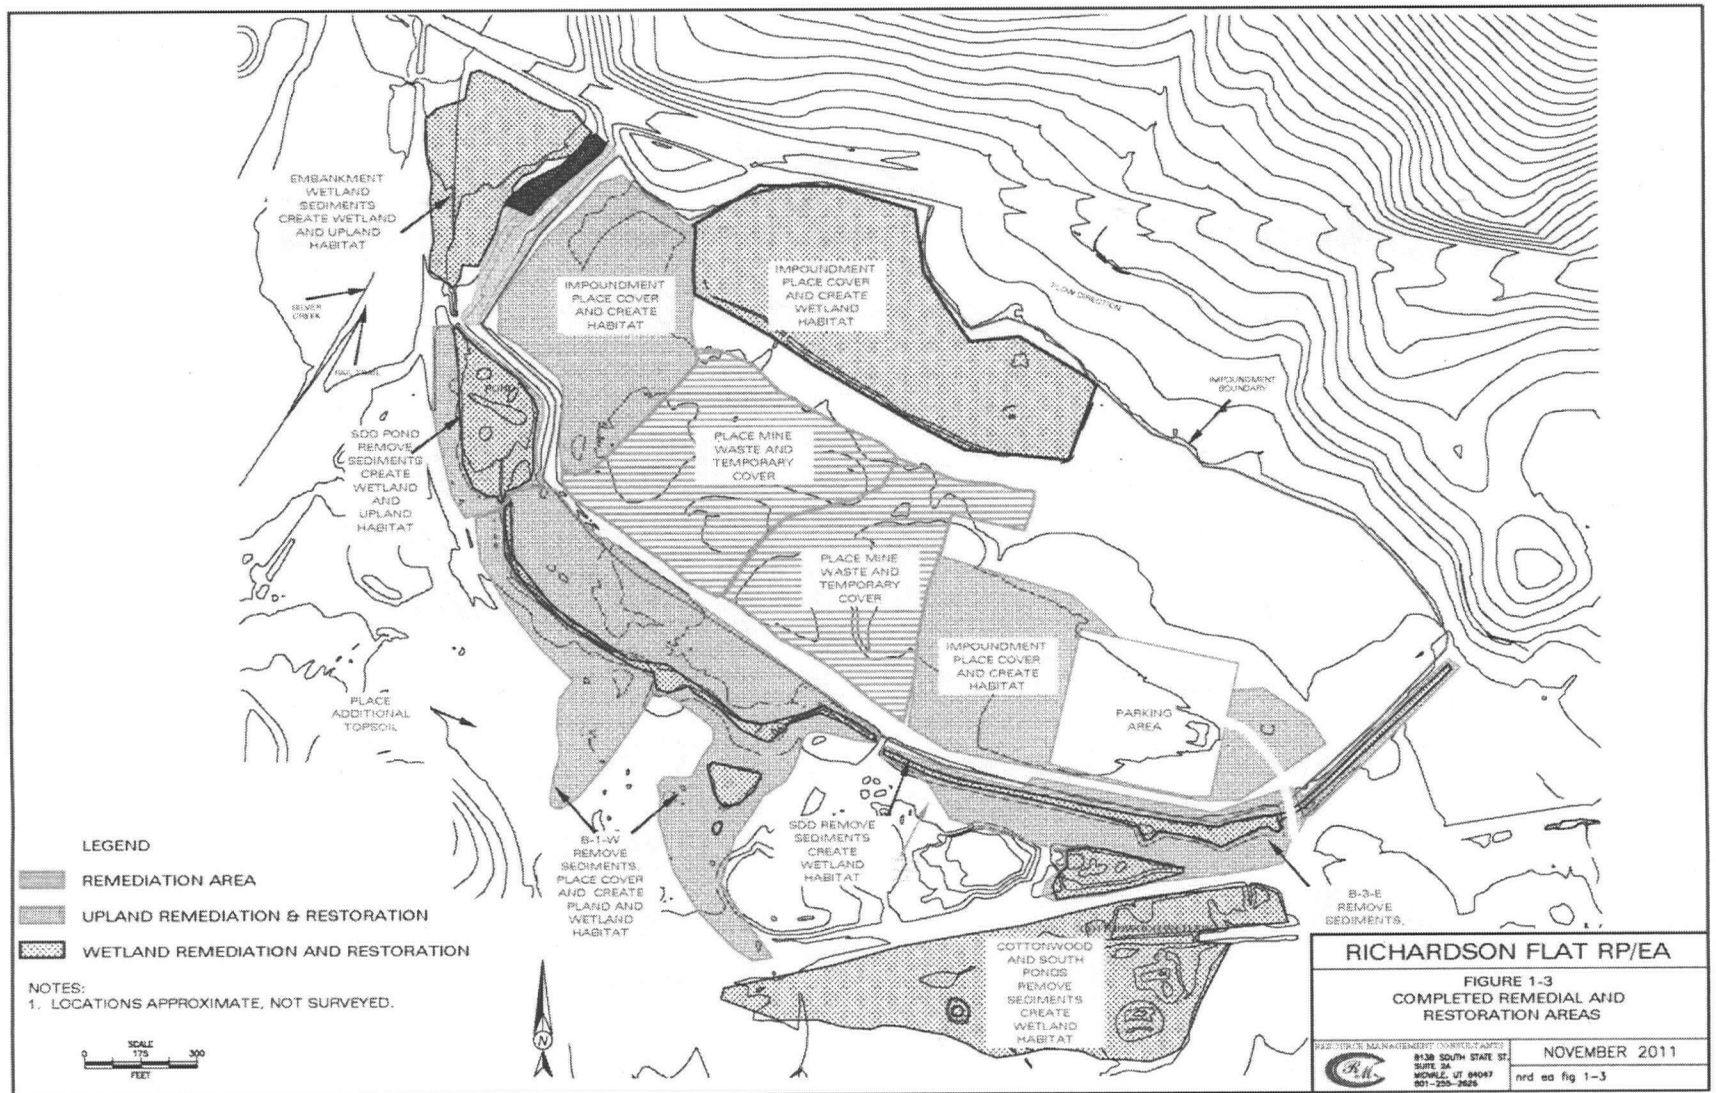 EMBANKMENT
WETLAND
SEDIMENTS
CREATE WETLAND
AND UPLAND
HABITAT
SILVER
CREEK
RAIL TRAIL
IMPOUNDMENT
PLACE COVER
AND CREATE
HABITAT
IMPOUNDMENT
PLACE COVER
AND CREATE
WETLAND
HABITAT
FLOW DIRECTION
IMPOUNDMENT
BOUNDARY
POND
SDD POND
REMOVE
SEDIMENTS
CREATE
WETLAND
AND
UPLAND
HABITAT
PLACE MINE
WASTE AND
TEMPORARY
COVER
PLACE MINE
WASTE AND
TEMPORARY
COVER
IMPOUNDMENT
PLACE COVER
AND CREATE
HABITAT
PARKING
AREA
PLACE
ADDITIONAL
TOPSOIL
B-1-W
REMOVE
SEDIMENTS,
PLACE COVER
AND CREATE
PLAND AND
WETLAND
HABITAT
SDD REMOVE
SEDIMENTS
CREATE
WETLAND
HABITAT
B-3-E
REMOVE
SEDIMENTS,
COTTONWOOD
AND SOUTH
PONDS
REMOVE
SEDIMENTS
CREATE
WETLAND
HABITAT
LEGEND
REMEDIATION AREA
UPLAND REMEDIATION & RESTORATION
WETLAND REMEDIATION AND RESTORATION
NOTES:
1. LOCATIONS APPROXIMATE, NOT SURVEYED.
SCALE
0 175 300
FEET
N
RICHARDSON FLAT RP/EA
FIGURE 1-3
COMPLETED REMEDIAL AND
RESTORATION AREAS
RESOURCE MANAGEMENT CONSULTANTS
RMC
8138 SOUTH STATE ST.
SUITE 2A
MIDVALE, UT 84047
801-255-2626
NOVEMBER 2011
nrd ea fig 1-3